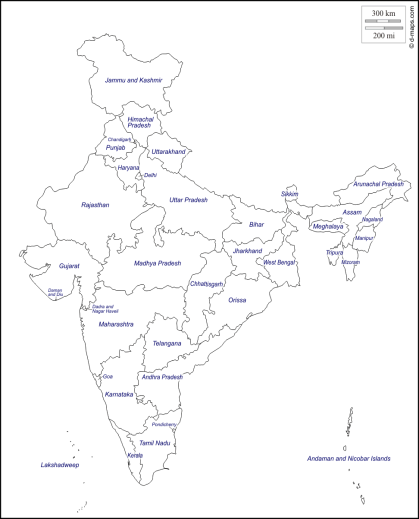 300 km
200 mi
© d-maps.com
Jammu and Kashmir
Himachal
Pradesh
Chandigarh
Punjab
Uttarakhand
Haryana
Delhi
Arunachal Pradesh
Sikkim
Rajasthan
Uttar Pradesh
Assam
Nagaland
Bihar
Meghalaya
Manipur
Jharkhand
Tripura
Mizoram
Gujarat
Madhya Pradesh
West Bengal
Chhattisgarh
Daman
and Diu
Orissa
Dadra and
Nagar Haveli
Maharashtra
Telangana
Goa
Andhra Pradesh
Karnataka
Pondicherry
Tamil Nadu
Kerala
Lakshadweep
Andaman and Nicobar Islands